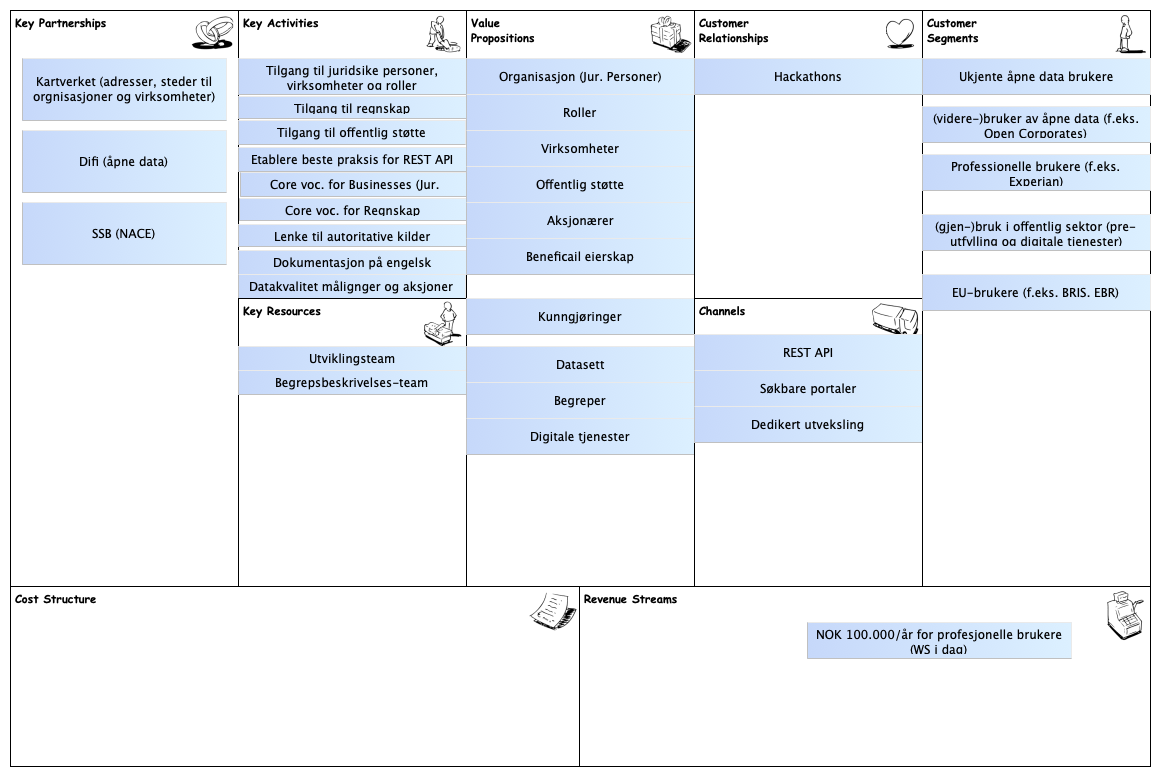 Key Partnerships
Kartverket (adresser, steder til
orgnisasjoner og virksomheter)
Difi (åpne data)
SSB (NACE)
Key Activities
Tilgang til juridsike personer,
virksomheter og roller
Tilgang til regnskap
Tilgang til offentlig støtte
Etablere beste praksis for REST API
Core voc. for Businesses (Jur.
Core voc. for Regnskap
Lenke til autoritative kilder
Dokumentasjon på engelsk
Datakvalitet målignger og aksjoner
Key Resources
Utviklingsteam
Begrepsbeskrivelses-team
Value
Propositions
Organisasjon (Jur. Personer)
Roller
Virksomheter
Offentlig støtte
Aksjonærer
Beneficail eierskap
Kunngjøringer
Datasett
Begreper
Digitale tjenester
Customer
Relationships
Hackathons
Channels
REST API
Søkbare portaler
Dedikert utveksling
Customer
Segments
Ukjente åpne data brukere
(videre-)bruker av åpne data (f.eks.
Open Corporates)
Professionelle brukere (f.eks.
Experian)
(gjen-)bruk i offentlig sektor (pre-
utfylling og digitale tjenester)
EU-brukere (f.eks. BRIS. EBR)
Cost Structure
Revenue Streams
NOK 100.000/år for profesjonelle brukere
(WS i dag)